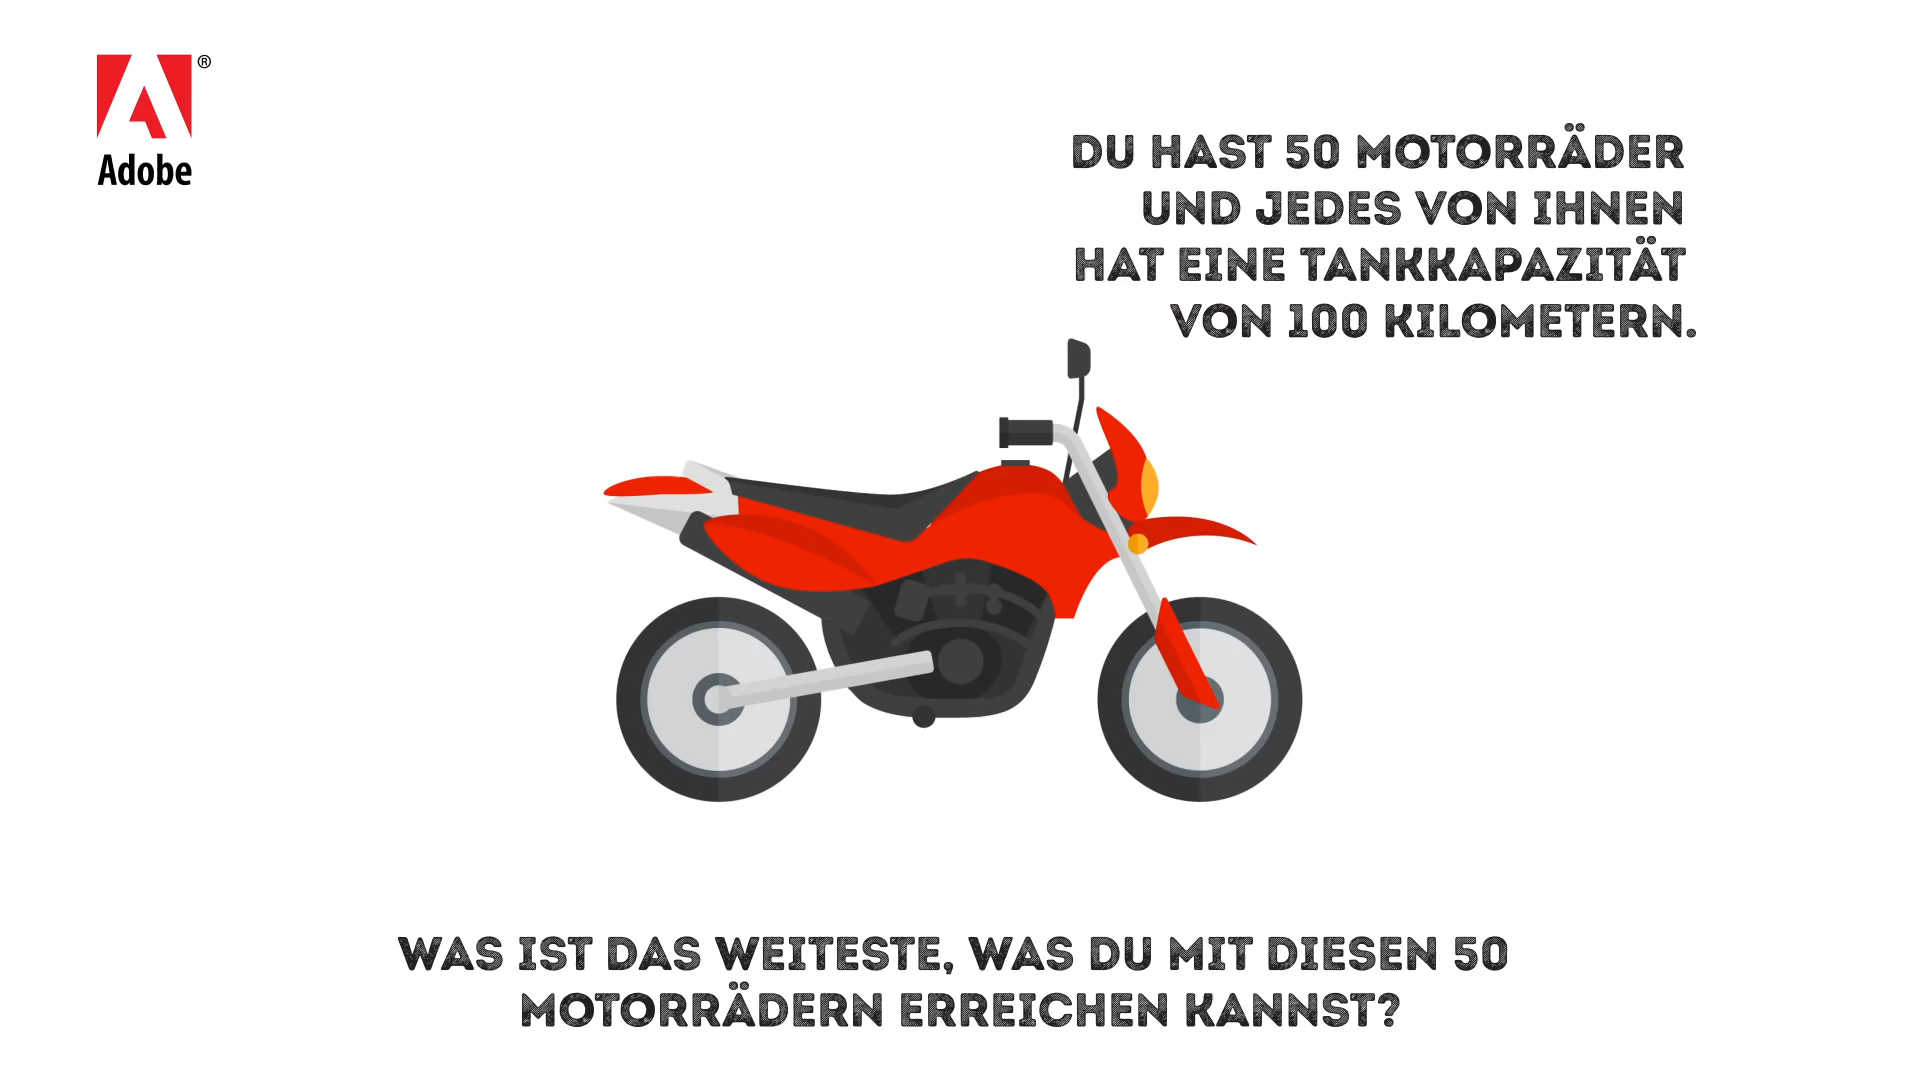 ®
Adobe
DU HAST 50 MOTORRÄDER
UND JEDES VON IHNEN
HAT EINE TANKKAPAZITÄT
VON 100 KILOMETERN.
WAS IST DAS WEITESTE, WAS DU MIT DIESEN 50
MOTORRÄDERN ERREICHEN KANNST?